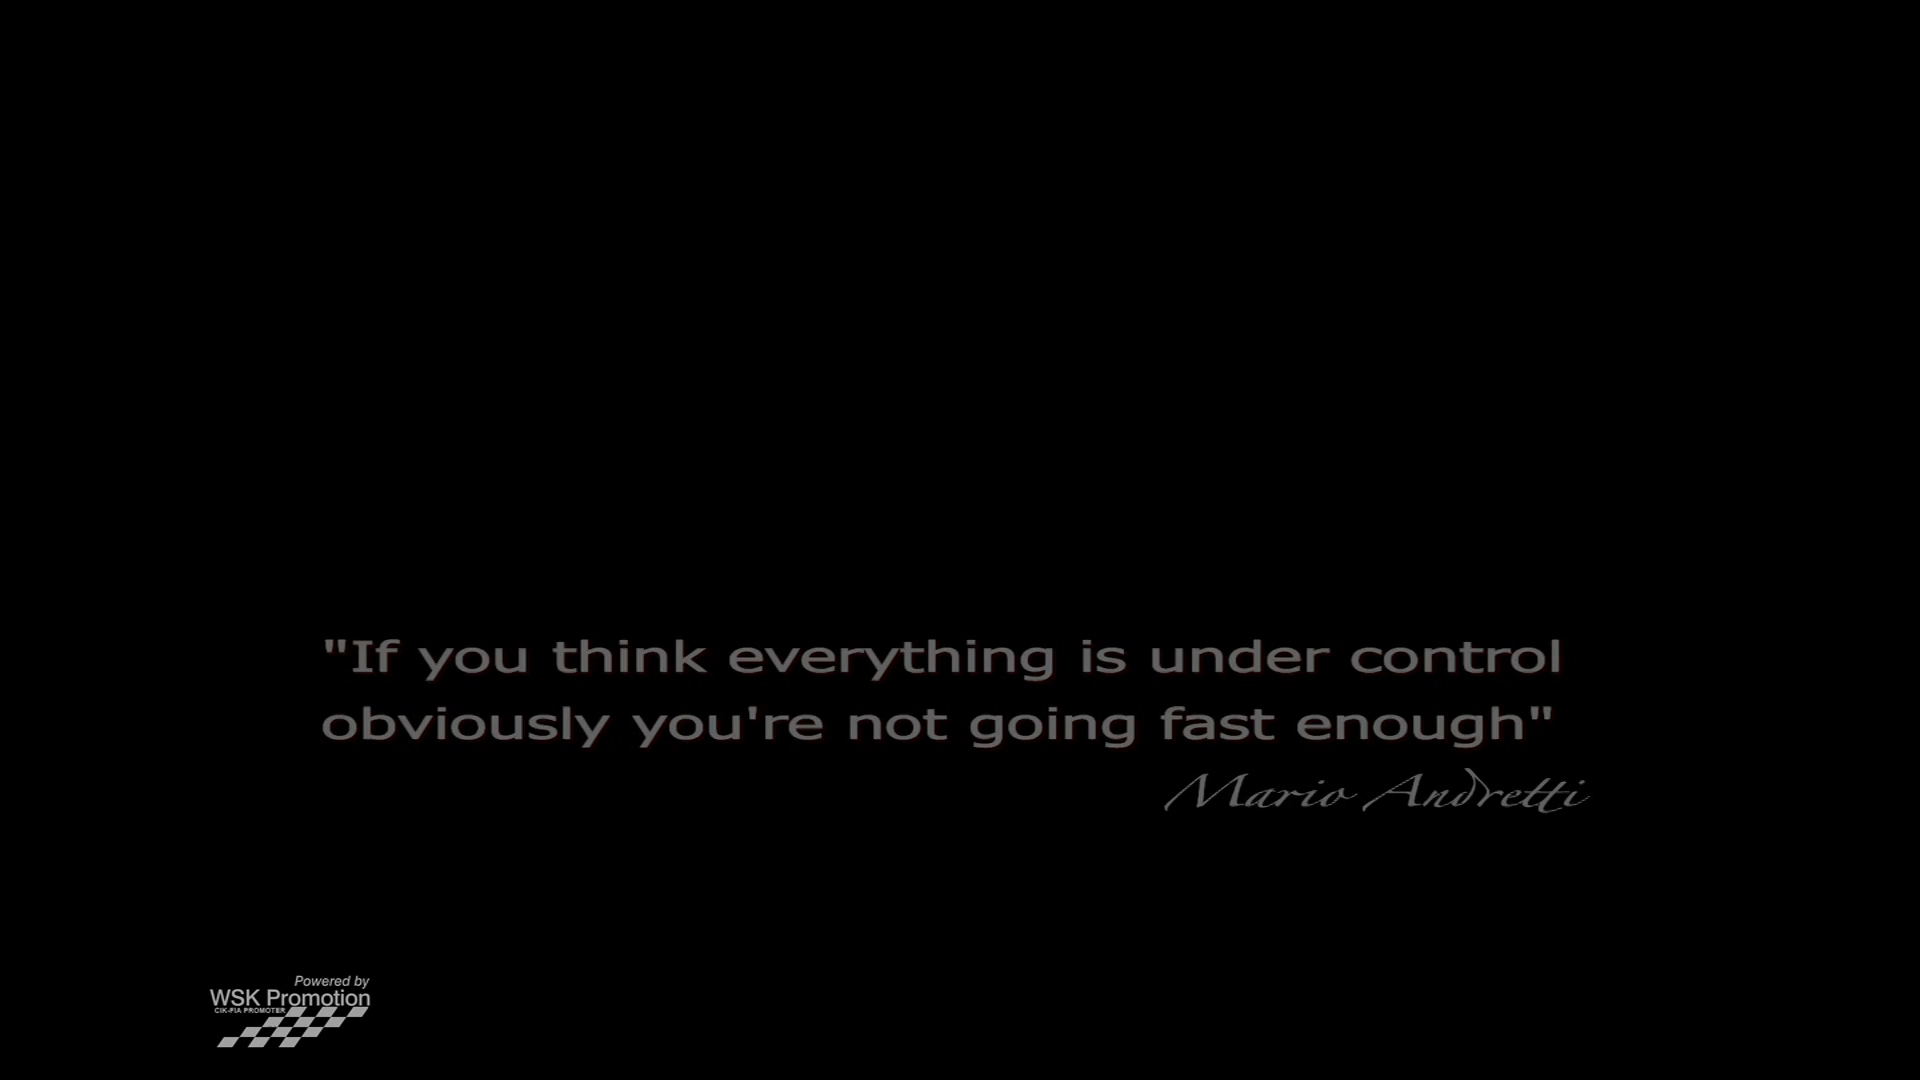 "If you think everything is under control
obviously you're not going fast enough"
Mario Andretti
Powered by
WSK Promotion
CIK-FIA PROMOTER